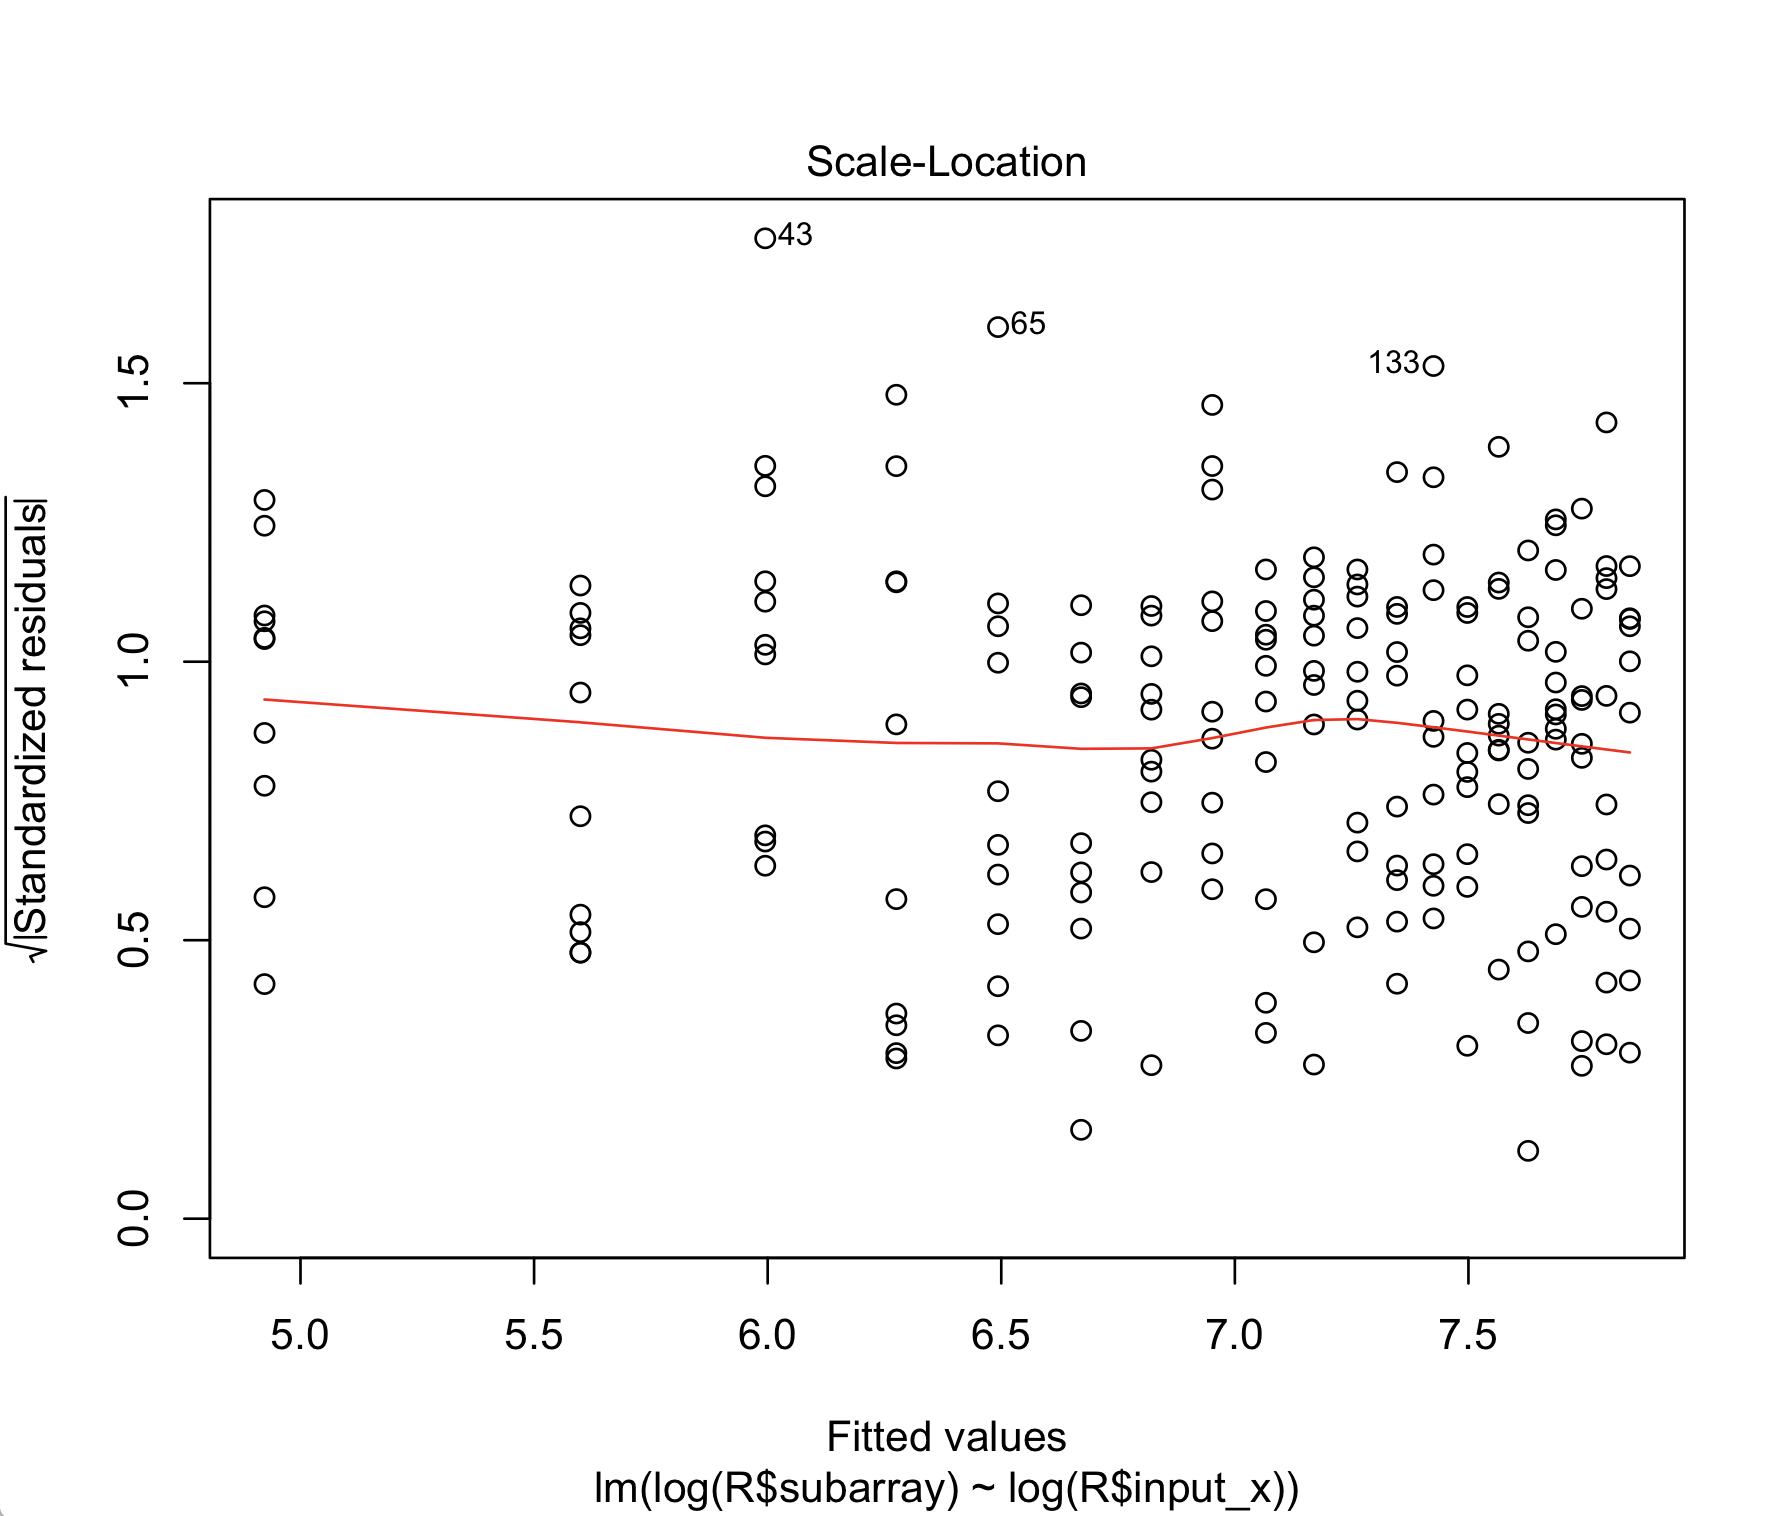 Scale-Location
43
65
133
1.5
1.0
0.5
0.0
√|Standardized residuals|
5.0 5.5 6.0 6.5 7.0 7.5
Fitted values
lm(log(R$subarray) ~ log(R$input_x))